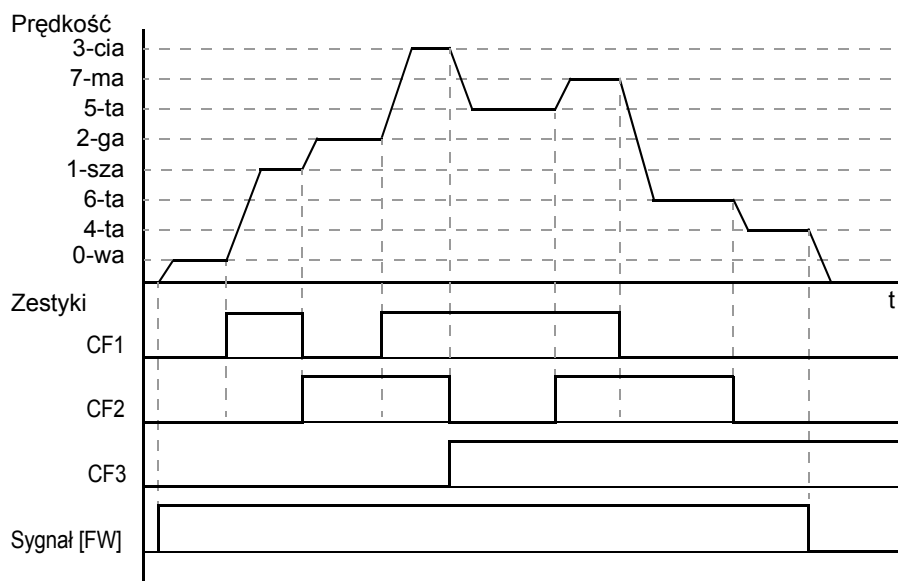 Prędkość
3-cia
7-ma
5-ta
2-ga
1-sza
6-ta
4-ta
0-wa
t
Zestyki
CF1
CF2
CF3
Sygnał [FW]